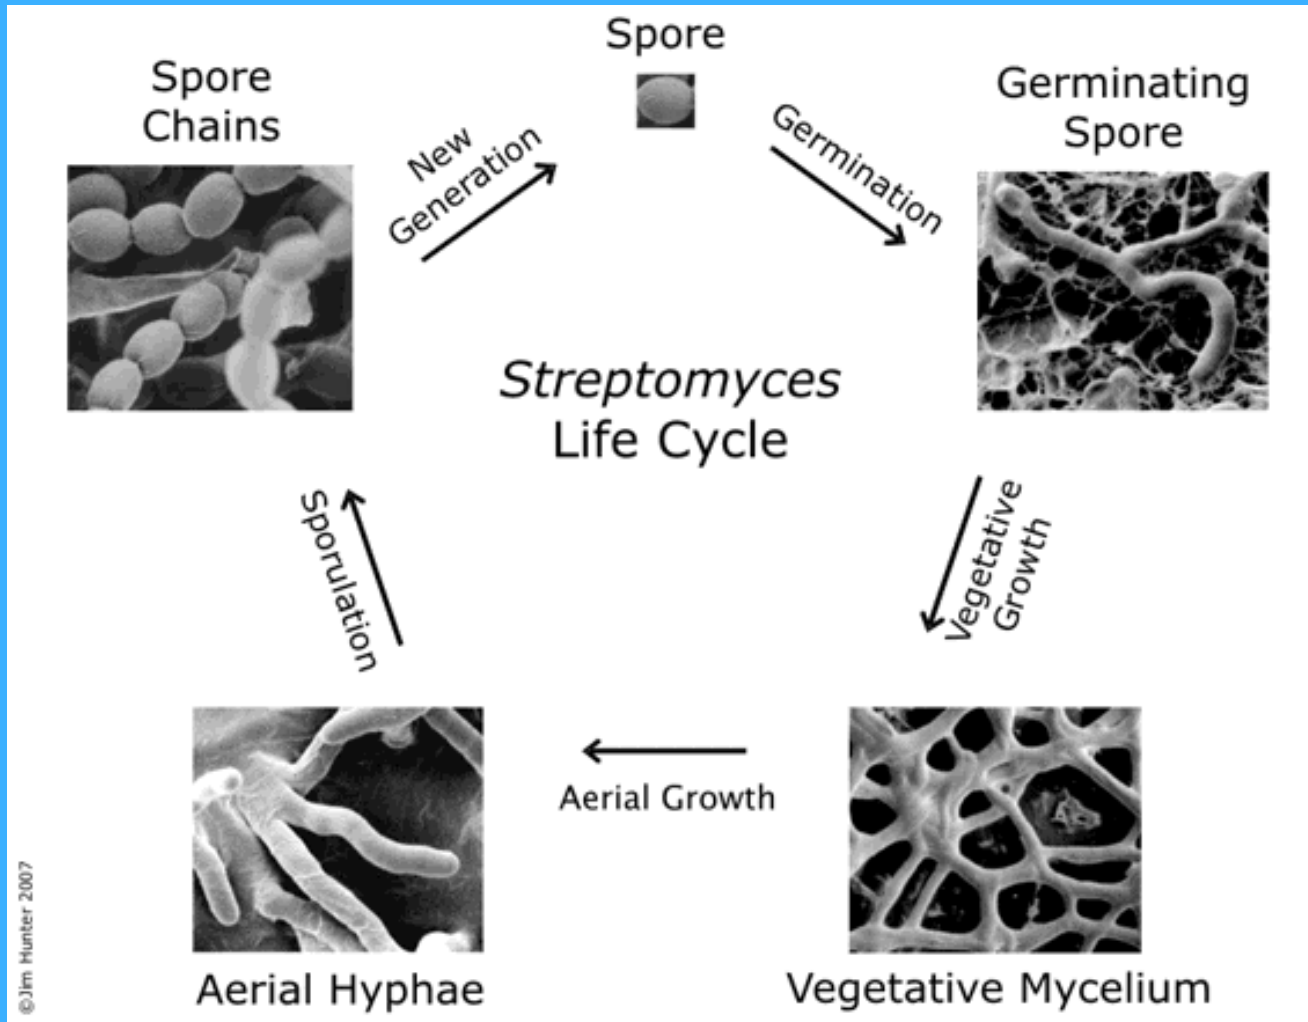 Spore
Germination
Germinating
Spore
Vegetative
Growth
Vegetative Mycelium
Aerial Growth
Aerial Hyphae
Sporulation
Spore
Chains
New
Generation
Streptomyces
Life Cycle
©Jim Hunter 2007